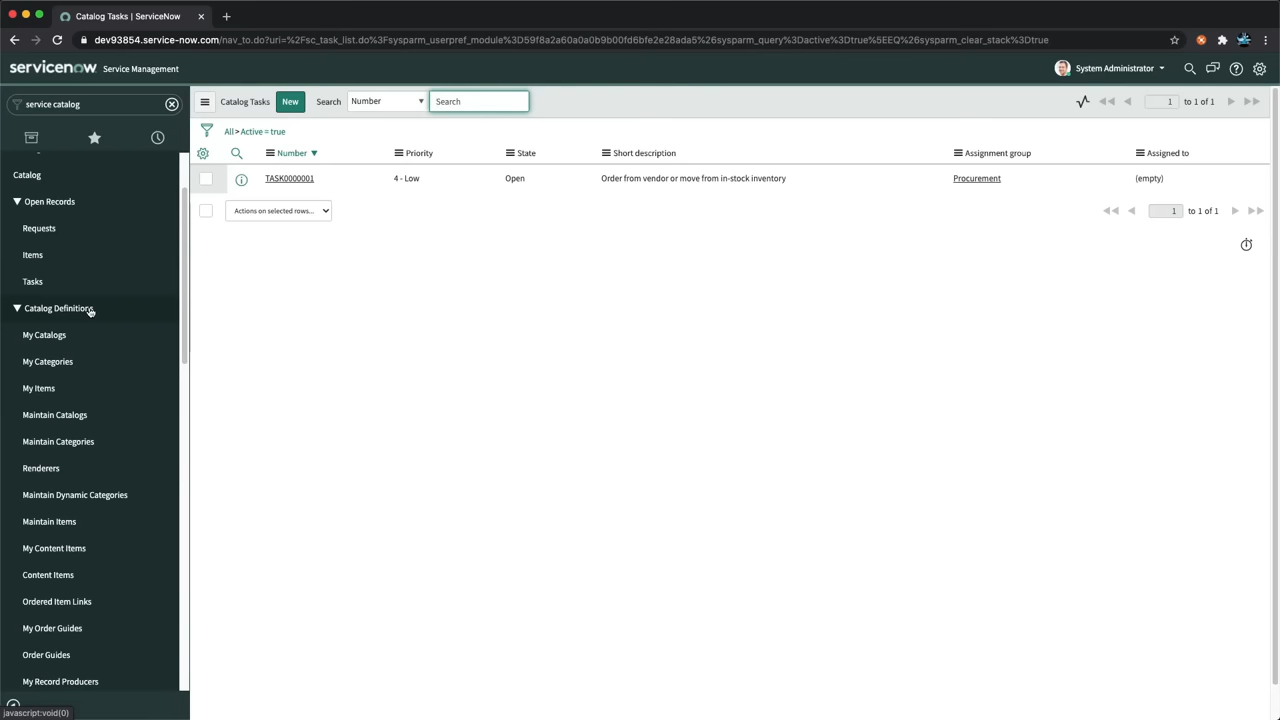 Catalog Tasks | ServiceNow
dev93854.service-now.com/nav_to.do?uri=%2Fsc_task_list.do%3Fsysparm_userpref_module%3D59f8a2a60a0a0b9b00fd6bfe2e28ada5%26sysparm_query%3Dactive%3Dtrue%5EEQ%26sysparm_clear_stack%3Dtrue
servicenow Service Management
System Administrator
service catalog
Catalog
Open Records
Requests
Items
Tasks
Catalog Definitions
My Catalogs
My Categories
My Items
Maintain Catalogs
Maintain Categories
Renderers
Maintain Dynamic Categories
Maintain Items
My Content Items
Content Items
Ordered Item Links
My Order Guides
Order Guides
My Record Producers
javascript:void(0)
Catalog Tasks New Search Number Search 1 to 1 of 1
All > Active = true
Number Priority State Short description Assignment group Assigned to
TASK0000001 4 - Low Open Order from vendor or move from in-stock inventory Procurement (empty)
Actions on selected rows... 1 to 1 of 1